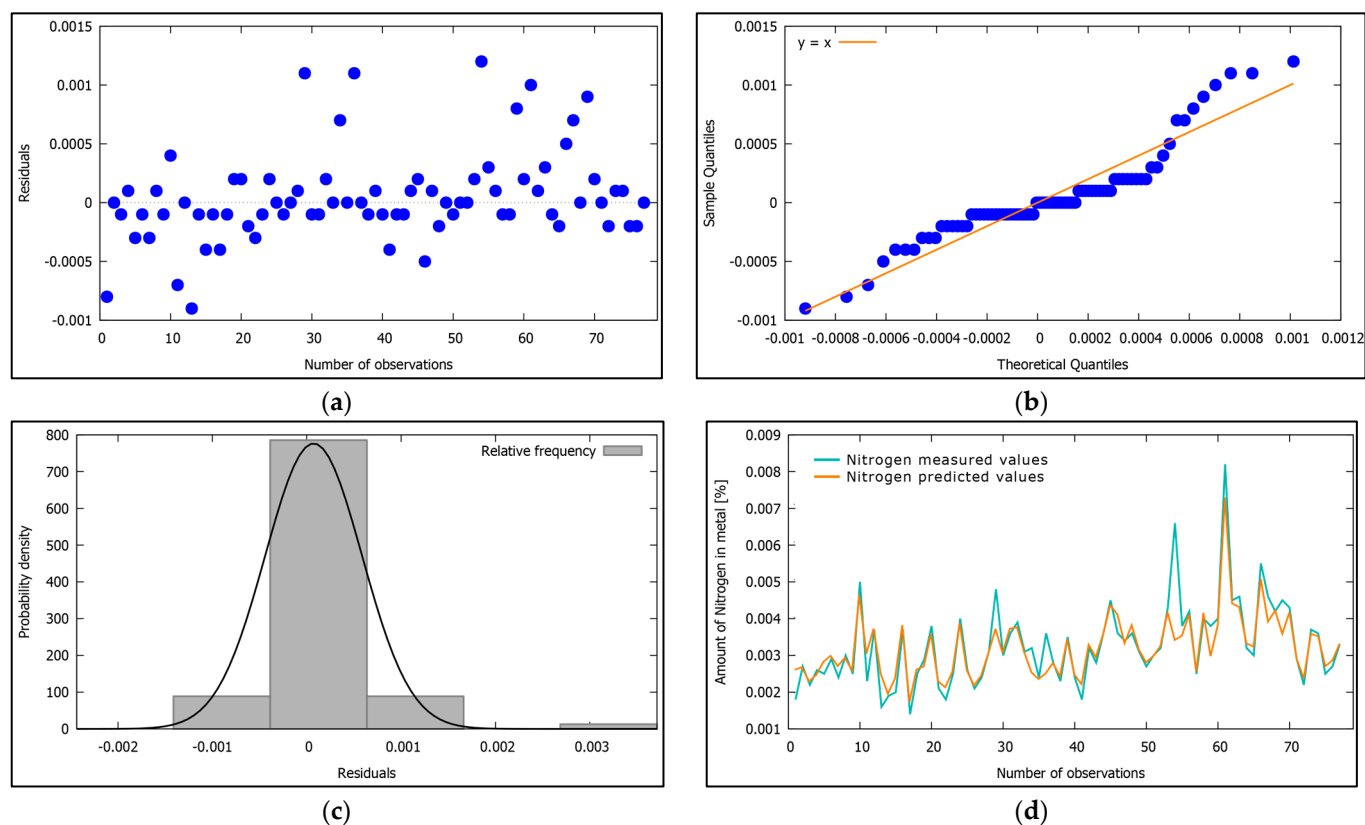 0.0015
0.001
0.0005
0
-0.0005
-0.001
Residuals
0 10 20 30 40 50 60 70
Number of observations
(a)
y = x
0.0015
0.001
0.0005
0
-0.0005
-0.001
Sample Quantiles
-0.001 -0.0008 -0.0006 -0.0004 -0.0002 0 0.0002 0.0004 0.0006 0.0008 0.001 0.0012
Theoretical Quantiles
(b)
Relative frequency
800
700
600
500
400
300
200
100
0
Probability density
-0.002 -0.001 0 0.001 0.002 0.003
Residuals
(c)
Nitrogen measured values
Nitrogen predicted values
0.009
0.008
0.007
0.006
0.005
0.004
0.003
0.002
0.001
Amount of Nitrogen in metal [%]
0 10 20 30 40 50 60 70
Number of observations
(d)